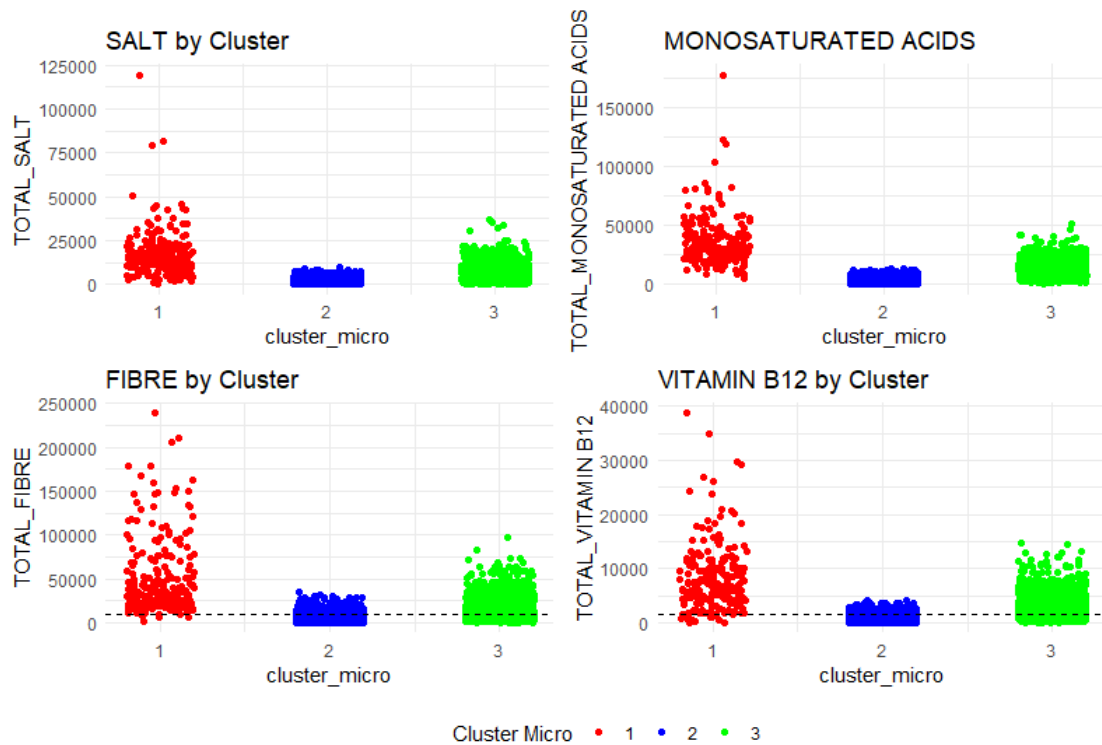 SALT by Cluster
TOTAL_SALT
125000
100000
75000
50000
25000
0
1 2 3
cluster_micro
MONOSATURATED ACIDS
TOTAL_MONOSATURATED ACIDS
150000
100000
50000
0
1 2 3
cluster_micro
FIBRE by Cluster
TOTAL_FIBRE
250000
200000
150000
100000
50000
0
1 2 3
cluster_micro
VITAMIN B12 by Cluster
TOTAL_VITAMIN B12
40000
30000
20000
10000
0
1 2 3
cluster_micro
Cluster Micro 1 2 3